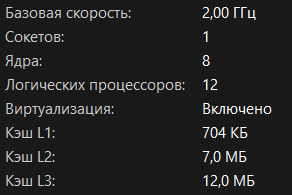 Базовая скорость: 2,00 ГГц
Сокетов: 1
Ядра: 8
Логических процессоров: 12
Виртуализация: Включено
Кэш L1: 704 КБ
Кэш L2: 7,0 МБ
Кэш L3: 12,0 МБ